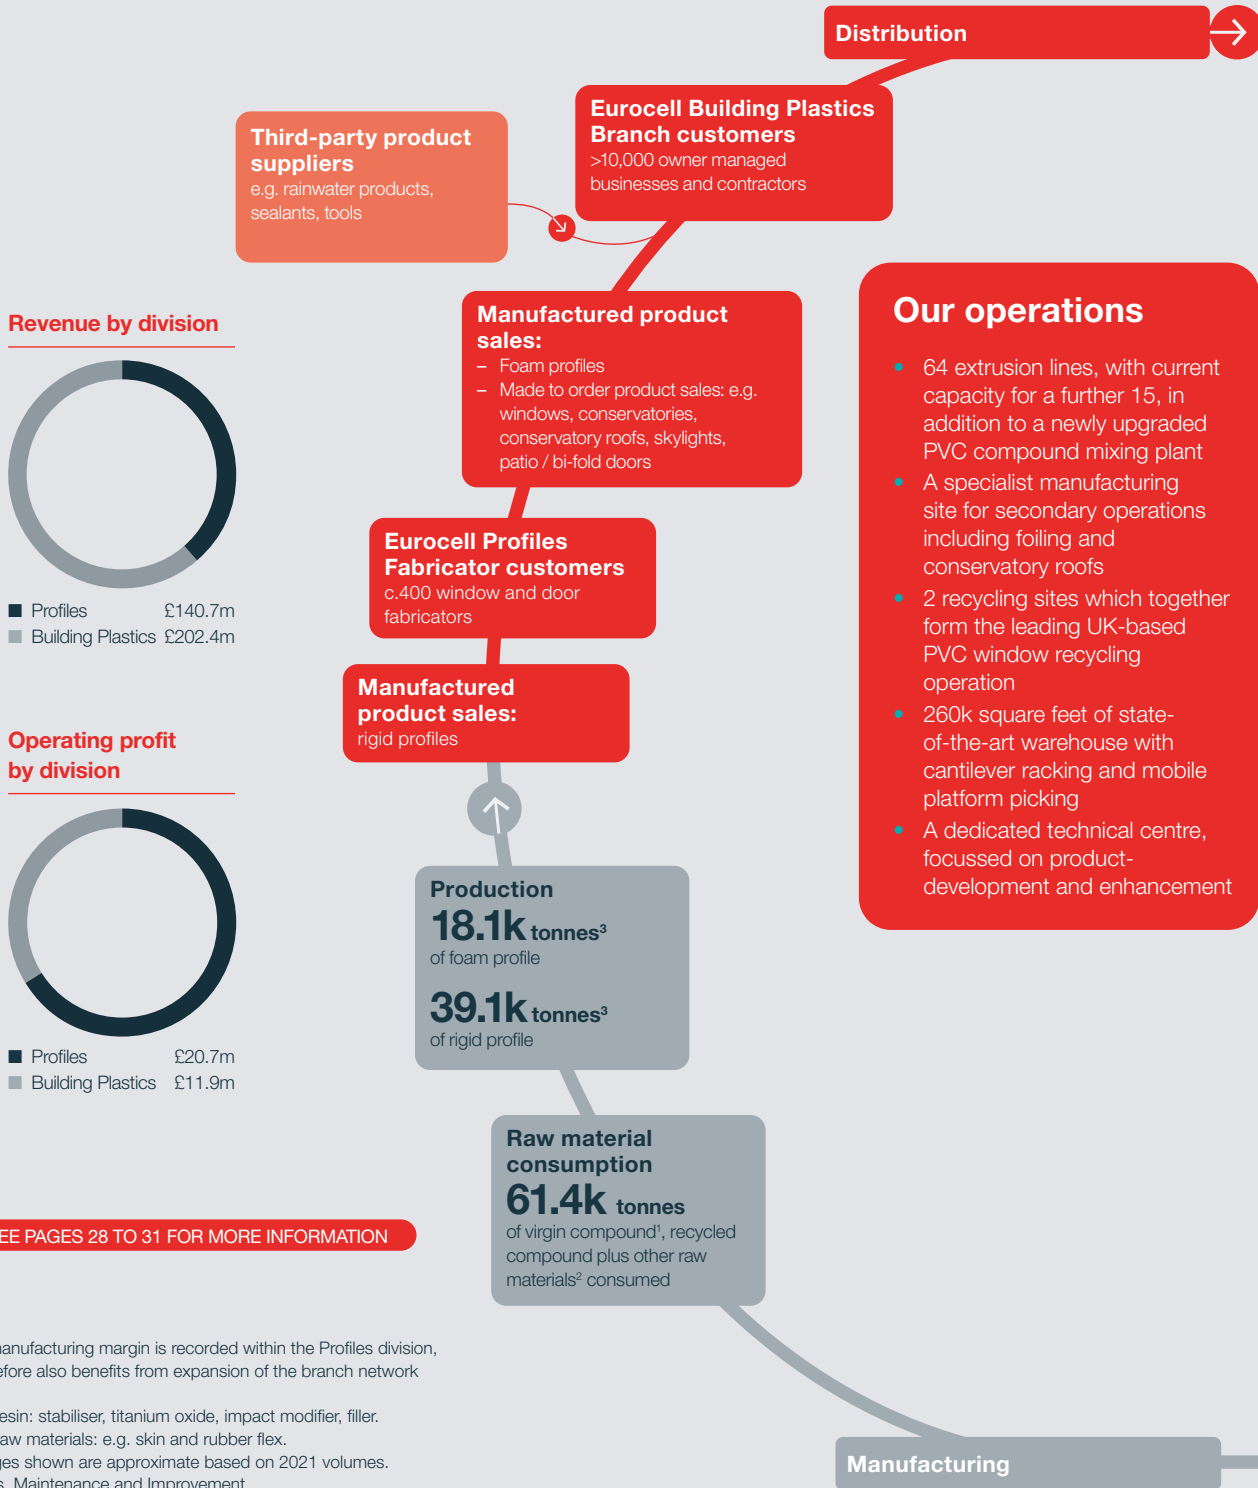 Distribution
Eurocell Building Plastics
Branch customers
>10,000 owner managed
businesses and contractors
Third-party product
suppliers
e.g. rainwater products,
sealants, tools
Manufactured product
sales:
– Foam profiles
– Made to order product sales: e.g.
windows, conservatories,
conservatory roofs, skylights,
patio / bi-fold doors
Eurocell Profiles
Fabricator customers
c.400 window and door
fabricators
Manufactured
product sales:
rigid profiles
Our operations
• 64 extrusion lines, with current
capacity for a further 15, in
addition to a newly upgraded
PVC compound mixing plant
• A specialist manufacturing
site for secondary operations
including foiling and
conservatory roofs
• 2 recycling sites which together
form the leading UK-based
PVC window recycling
operation
• 260k square feet of state-
of-the-art warehouse with
cantilever racking and mobile
platform picking
• A dedicated technical centre,
focussed on product-
development and enhancement
Revenue by division
Profiles £140.7m
Building Plastics £202.4m
Operating profit
by division
Profiles £20.7m
Building Plastics £11.9m
Production
18.1k tonnes³
of foam profile
39.1k tonnes³
of rigid profile
Raw material
consumption
61.4k tonnes
of virgin compound¹, recycled
compound plus other raw
materials² consumed
EE PAGES 28 TO 31 FOR MORE INFORMATION
manufacturing margin is recorded within the Profiles division,
efore also benefits from expansion of the branch network
esin: stabiliser, titanium oxide, impact modifier, filler.
aw materials: e.g. skin and rubber flex.
ges shown are approximate based on 2021 volumes.
s, Maintenance and Improvement
Manufacturing